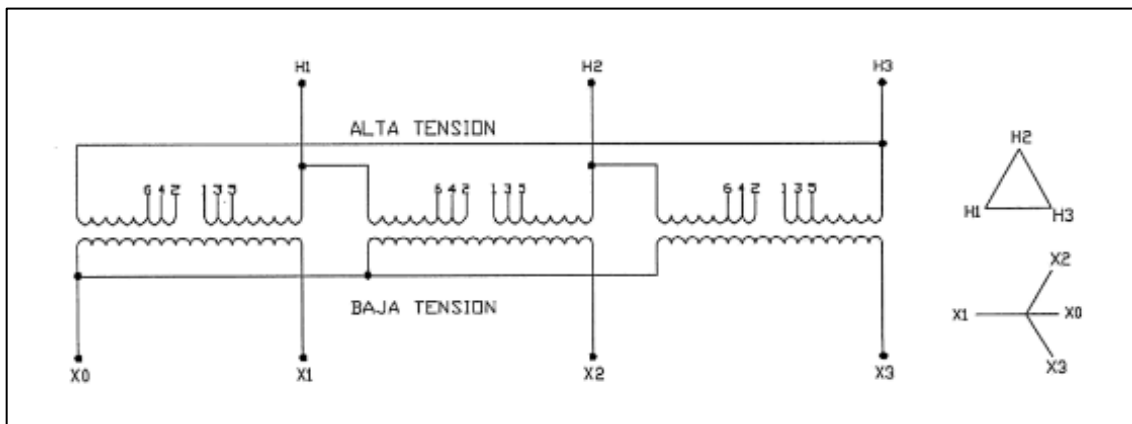 H1 H2 H3
ALTA TENSION
6 4 2 1 3 5 6 4 2 1 3 5 6 4 2 1 3 5
BAJA TENSION
X0 X1 X2 X3
H2
H1 H3
X2
X1 X0
X3